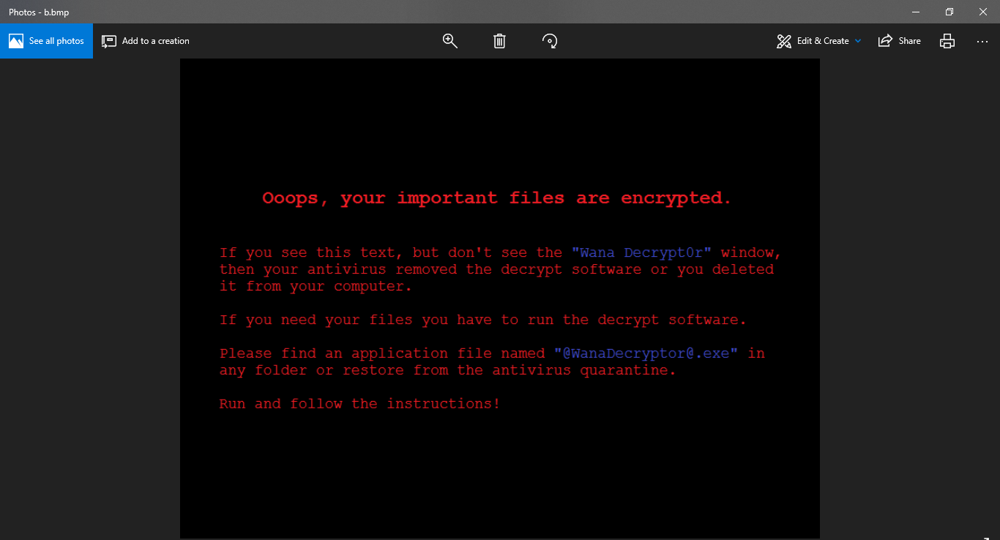 Photos - b.bmp
See all photos
Add to a creation
Edit & Create
Share
Ooops, your important files are encrypted.
If you see this text, but don't see the "Wana Decrypt0r" window,
then your antivirus removed the decrypt software or you deleted
it from your computer.
If you need your files you have to run the decrypt software.
Please find an application file named "@WanaDecryptor@.exe" in
any folder or restore from the antivirus quarantine.
Run and follow the instructions!